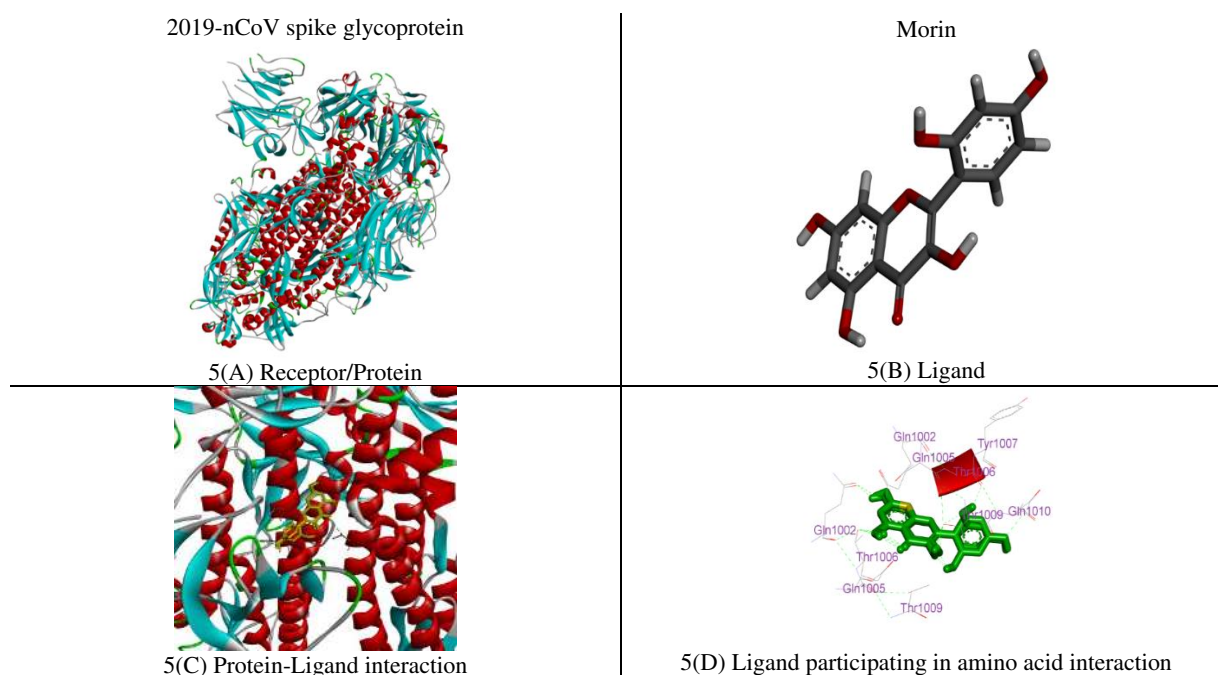 2019-nCoV spike glycoprotein
5(A) Receptor/Protein
Morin
5(B) Ligand
5(C) Protein-Ligand interaction
Gln1002
Tyr1007
Gln1005
Thr1006
Gln1010
Gln1002
Thr1006
Gln1005
Thr1009
5(D) Ligand participating in amino acid interaction